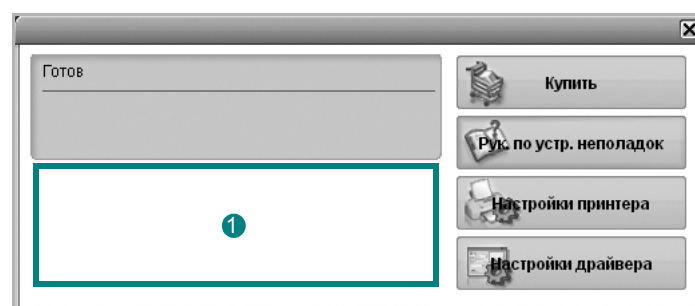 Готов
Купить
Рук. по устр. неполадок
1
Настройки принтера
Настройки драйвера